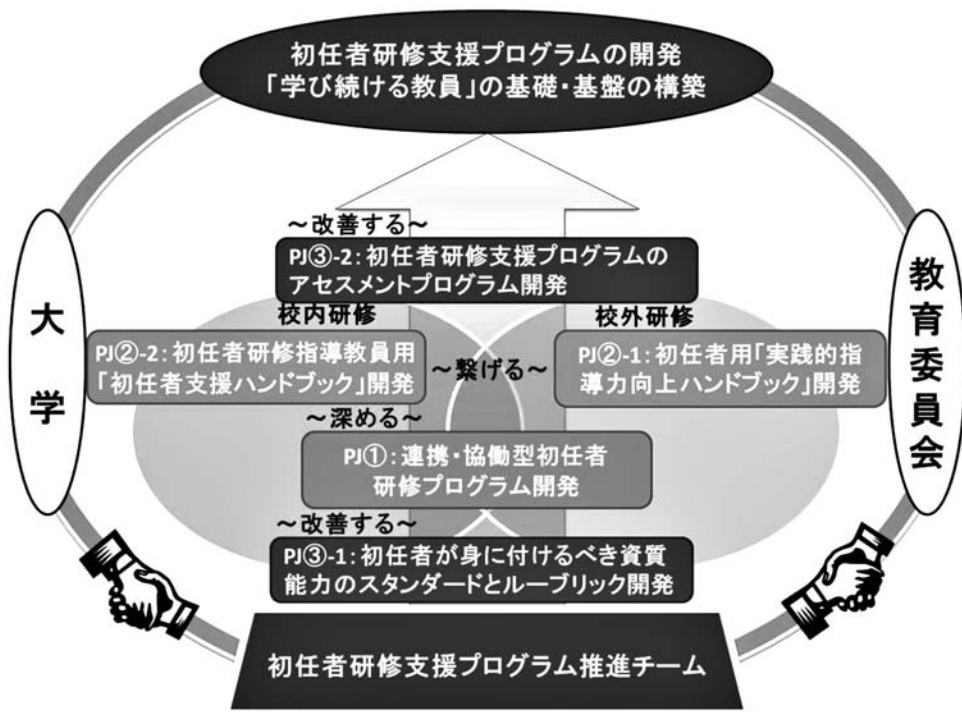 初任者研修支援プログラムの開発
「学び続ける教員」の基礎・基盤の構築
～改善する～
PJ③-2：初任者研修支援プログラムの
アセスメントプログラム開発
大学
教育委員会
校内研修
PJ②-2：初任者研修指導教員用
「初任者支援ハンドブック」開発
～繋げる～
校外研修
PJ②-1：初任者用「実践的指
導力向上ハンドブック」開発
～深める～
PJ①：連携・協働型初任者
研修プログラム開発
～改善する～
PJ③-1：初任者が身に付けるべき資質
能力のスタンダードとルーブリック開発
初任者研修支援プログラム推進チーム